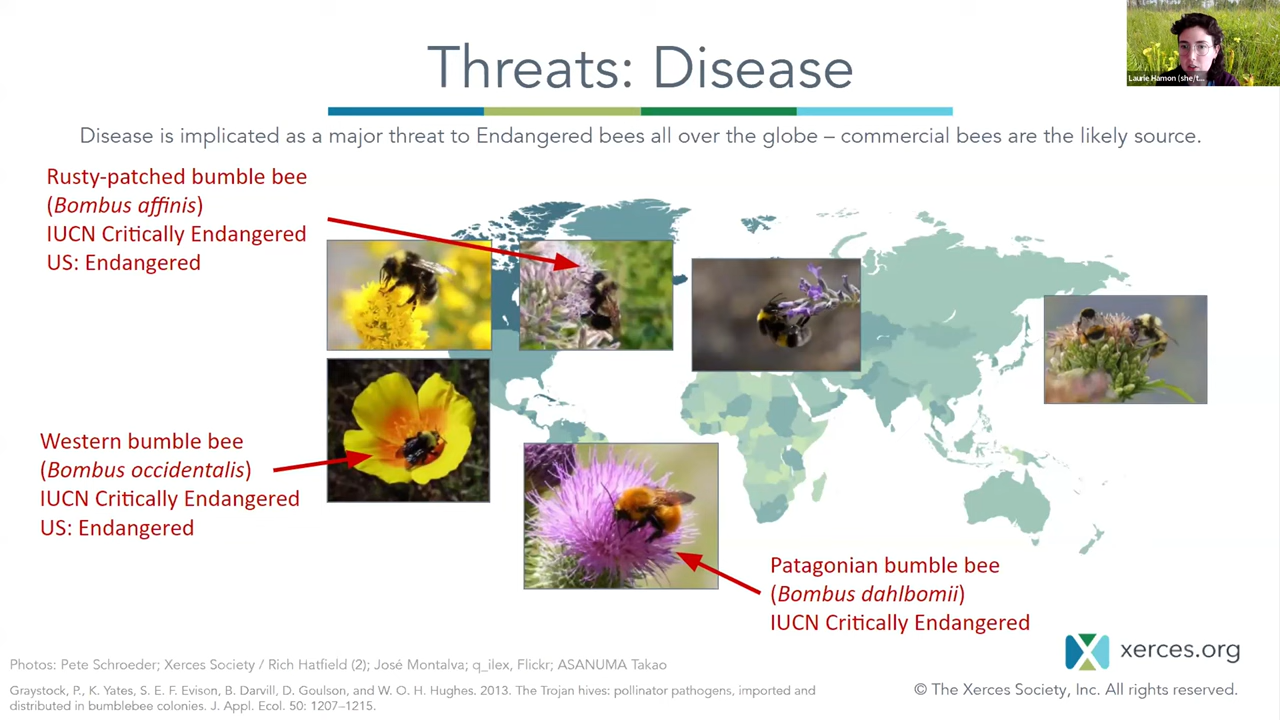 Threats: Disease
Laurie Hamon (she/t...
Disease is implicated as a major threat to Endangered bees all over the globe – commercial bees are the likely source.
Rusty-patched bumble bee
(Bombus affinis)
IUCN Critically Endangered
US: Endangered
Western bumble bee
(Bombus occidentalis)
IUCN Critically Endangered
US: Endangered
Patagonian bumble bee
(Bombus dahlbomii)
IUCN Critically Endangered
xerces.org
Photos: Pete Schroeder; Xerces Society / Rich Hatfield (2); José Montalva; q_ilex, Flickr; ASANUMA Takao
Graystock, P., K. Yates, S. E. F. Evison, B. Darvill, D. Goulson, and W. O. H. Hughes. 2013. The Trojan hives: pollinator pathogens, imported and
distributed in bumblebee colonies. J. Appl. Ecol. 50: 1207–1215.
© The Xerces Society, Inc. All rights reserved.